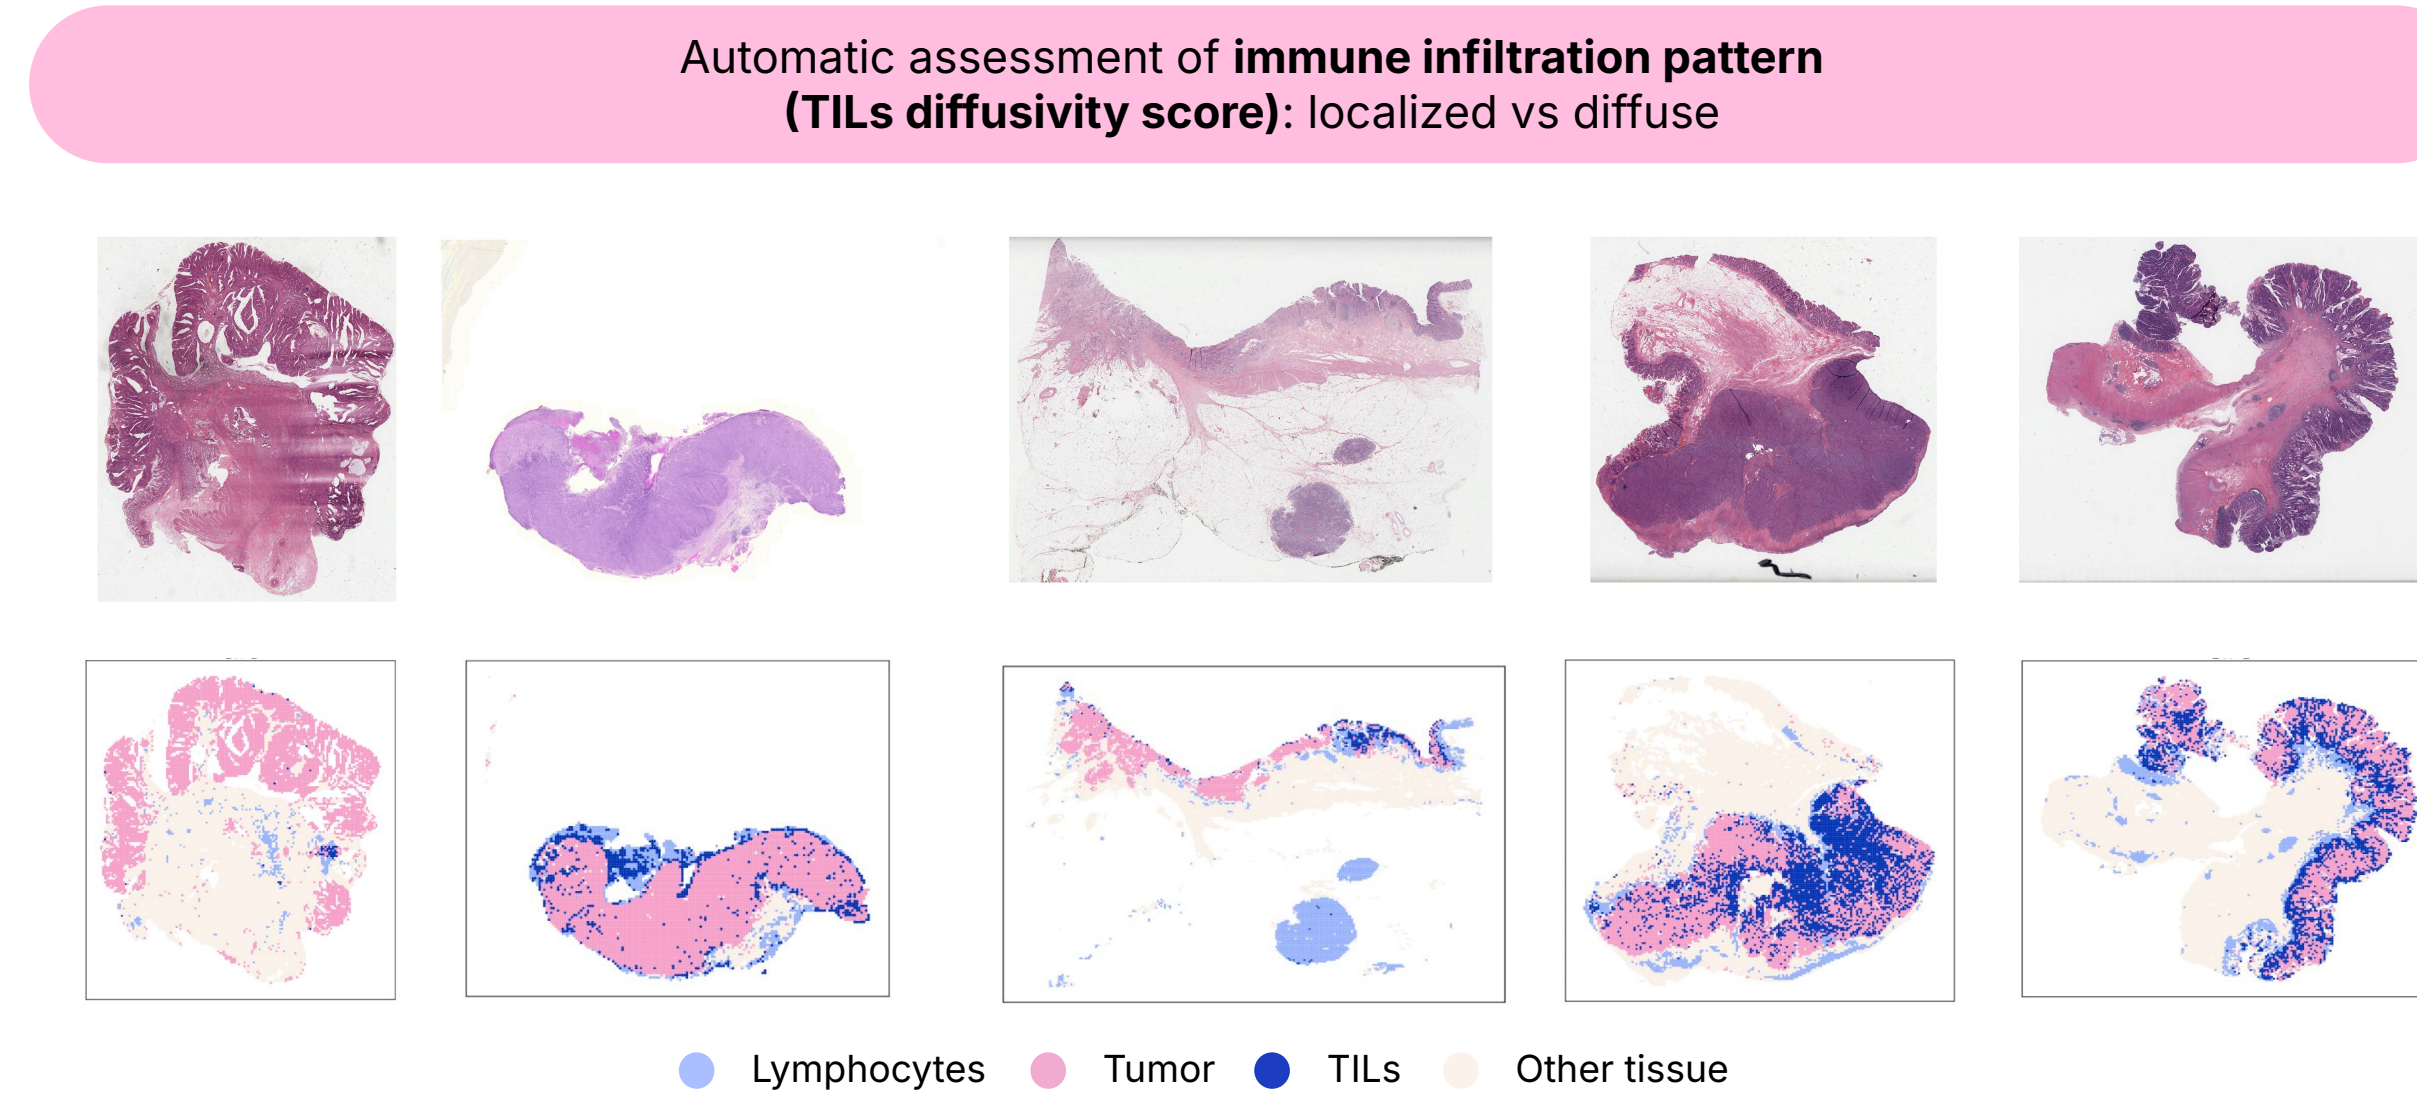 Automatic assessment of immune infiltration pattern
(TILs diffusivity score): localized vs diffuse
Lymphocytes Tumor TILs Other tissue